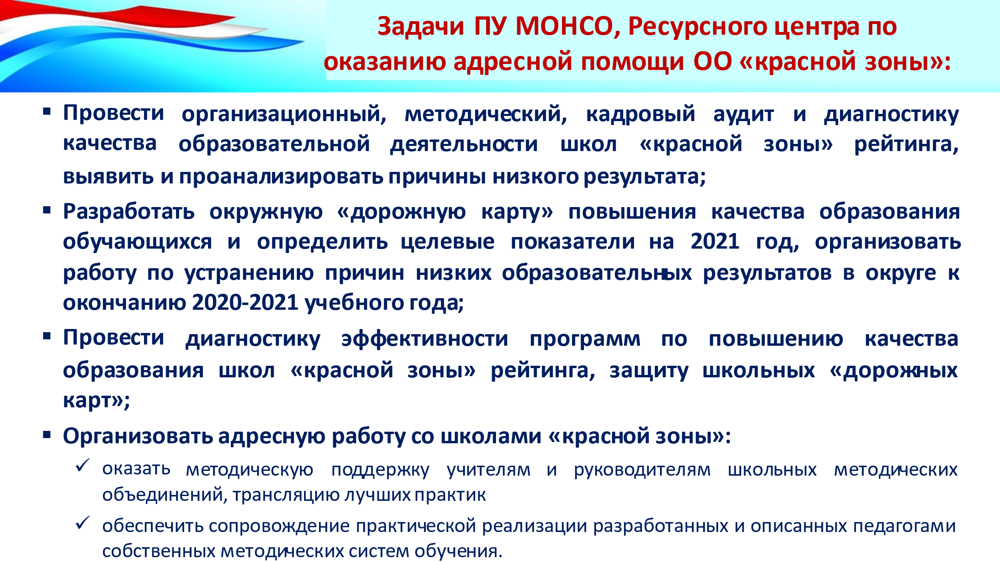 Задачи ПУ МОНСО, Ресурсного центра по
оказанию адресной помощи ОО «красной зоны»:
▪ Провести организационный, методический, кадровый аудит и диагностику
качества образовательной деятельности школ «красной зоны» рейтинга,
выявить и проанализировать причины низкого результата;
▪ Разработать окружную «дорожную карту» повышения качества образования
обучающихся и определить целевые показатели на 2021 год, организовать
работу по устранению причин низких образовательных результатов в округе к
окончанию 2020-2021 учебного года;
▪ Провести диагностику эффективности программ по повышению качества
образования школ «красной зоны» рейтинга, защиту школьных «дорожных
карт»;
▪ Организовать адресную работу со школами «красной зоны»:
✓ оказать методическую поддержку учителям и руководителям школьных методических
объединений, трансляцию лучших практик
✓ обеспечить сопровождение практической реализации разработанных и описанных педагогами
собственных методических систем обучения.